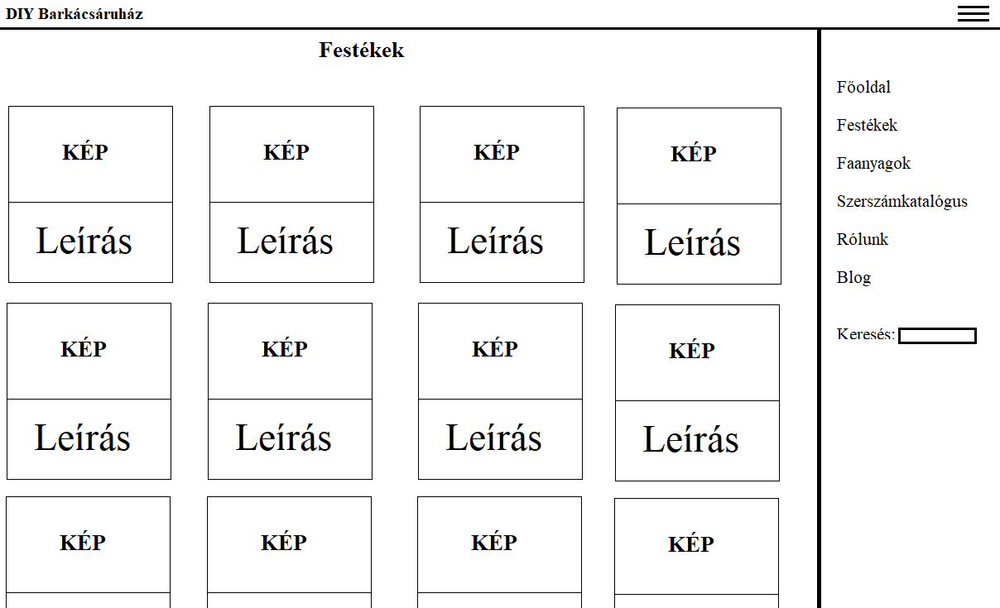 DIY Barkácsáruház
Festékek
KÉP KÉP KÉP KÉP
Leírás Leírás Leírás Leírás
KÉP KÉP KÉP KÉP
Leírás Leírás Leírás Leírás
KÉP KÉP KÉP KÉP
Főoldal
Festékek
Faanyagok
Szerszámkatalógus
Rólunk
Blog
Keresés: